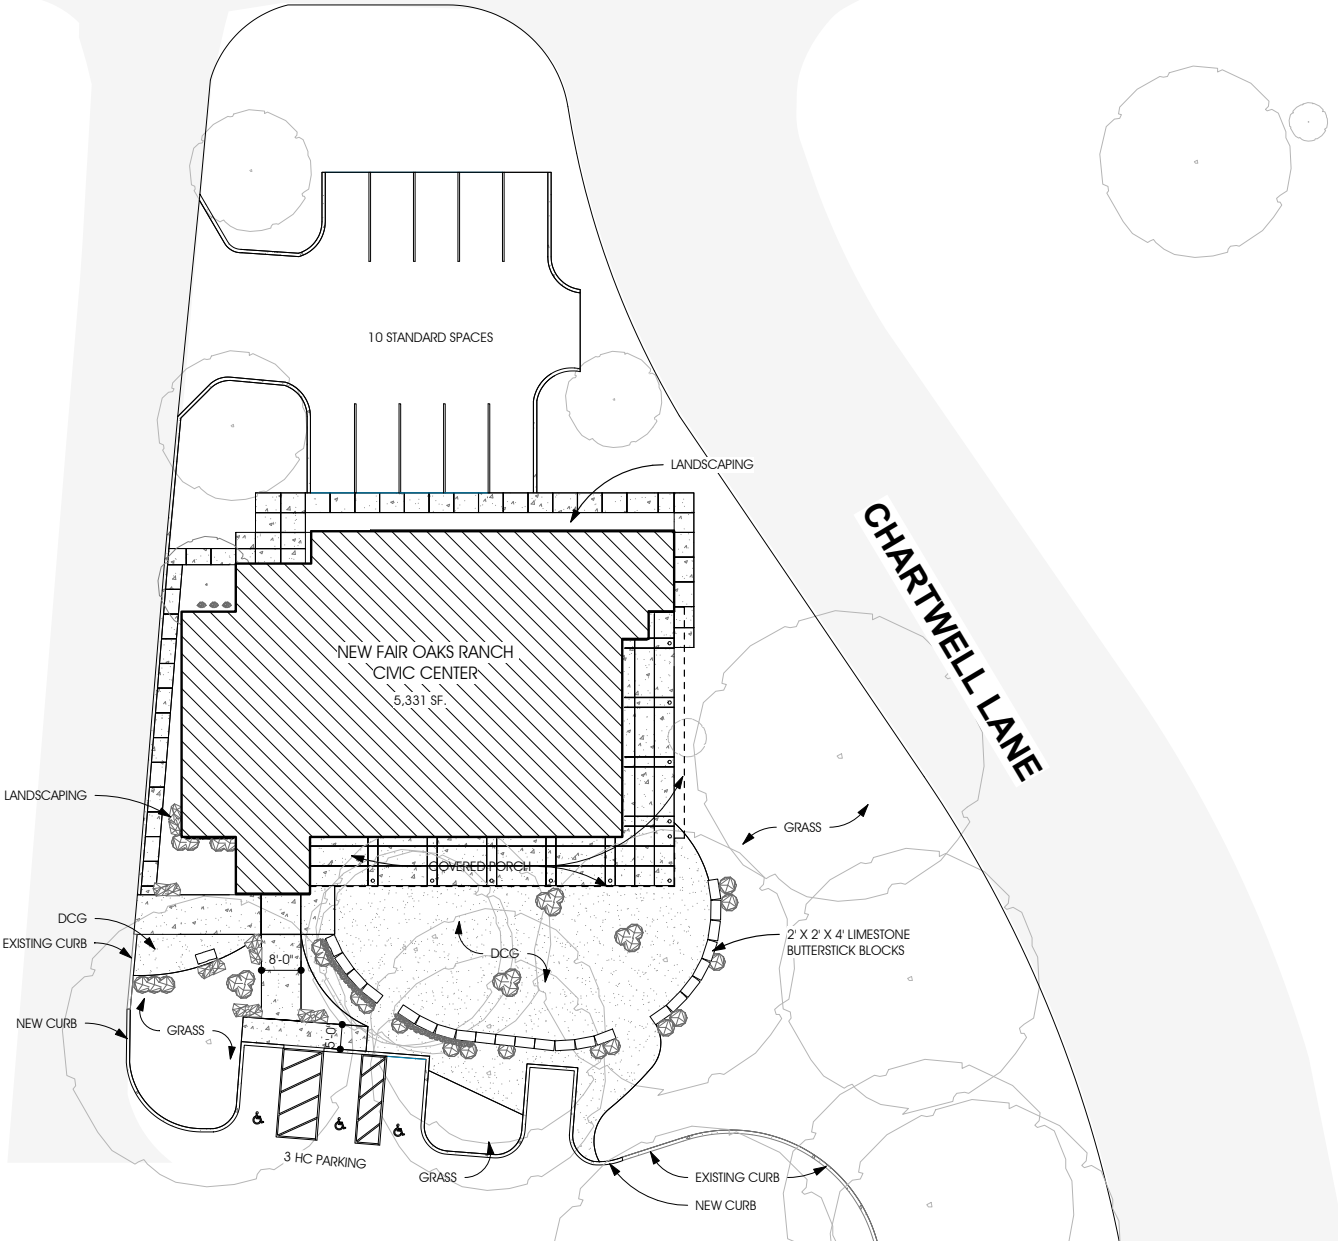 10 STANDARD SPACES
LANDSCAPING
CHARTWELL LANE
NEW FAIR OAKS RANCH
CIVIC CENTER
5,331 SF.
LANDSCAPING
GRASS
COVERED PORCH
DCG
EXISTING CURB
2' X 2' X 4' LIMESTONE
BUTTERSTICK BLOCKS
DCG
8'-0"
NEW CURB
GRASS
5'-0"
3 HC PARKING
GRASS
EXISTING CURB
NEW CURB